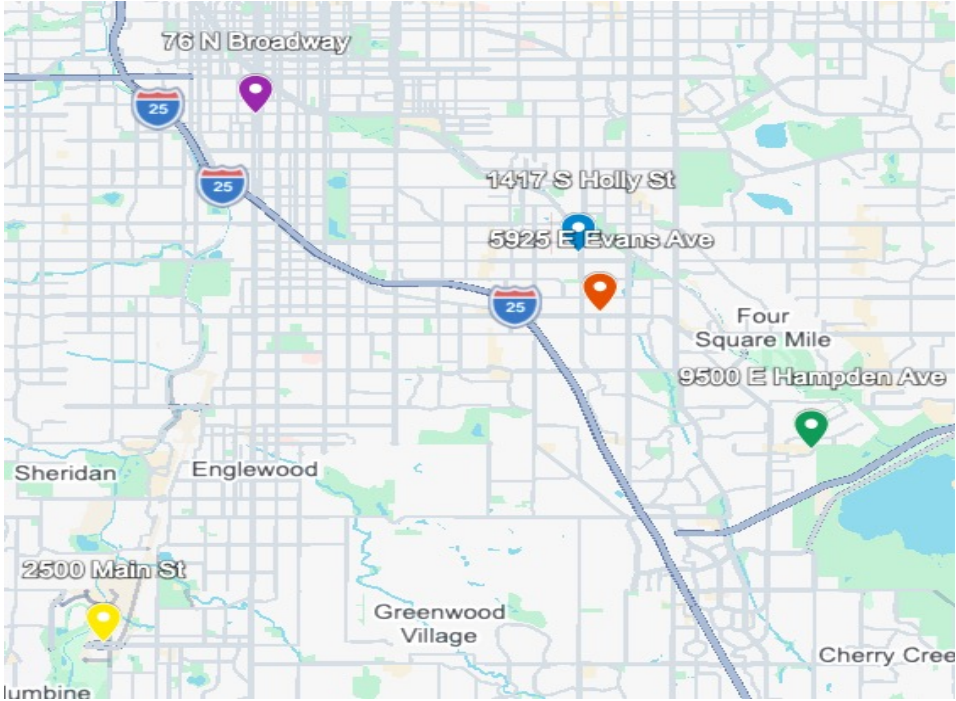 76 N Broadway
25
25
1417 S Holly St
5925 E Evans Ave
25
Four
Square Mile
9500 E Hampden Ave
Sheridan
Englewood
2500 Main St
Greenwood
Village
Cherry Cree
lumbine